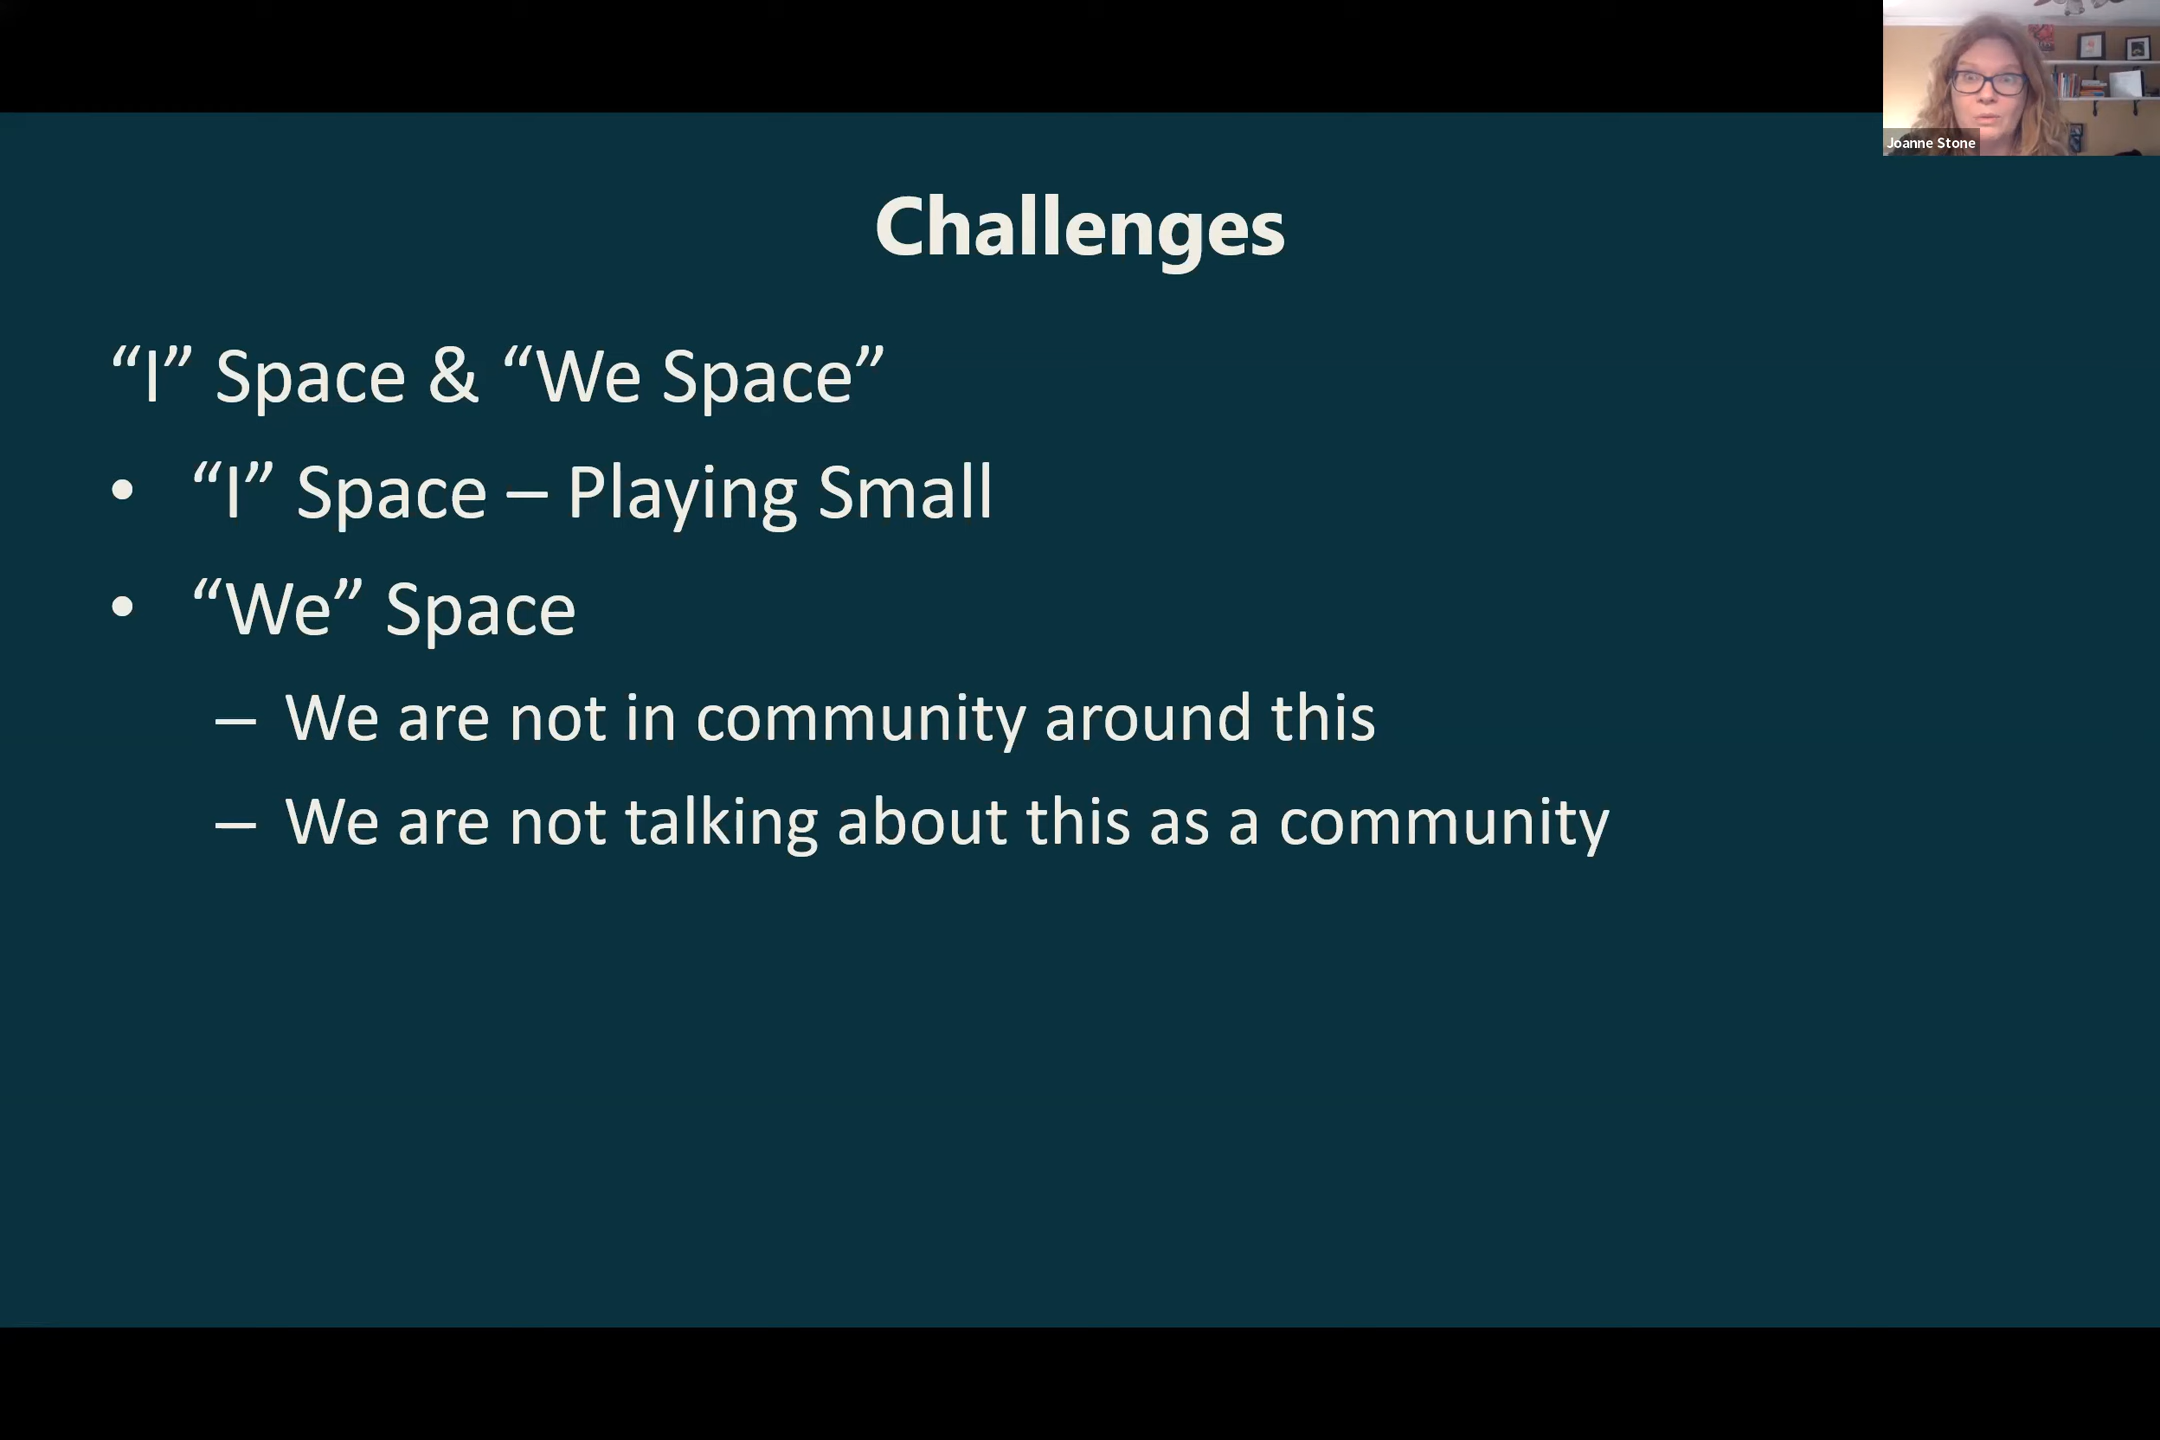 Joanne Stone
Challenges
“I” Space & “We Space”
• “I” Space – Playing Small
• “We” Space
– We are not in community around this
– We are not talking about this as a community